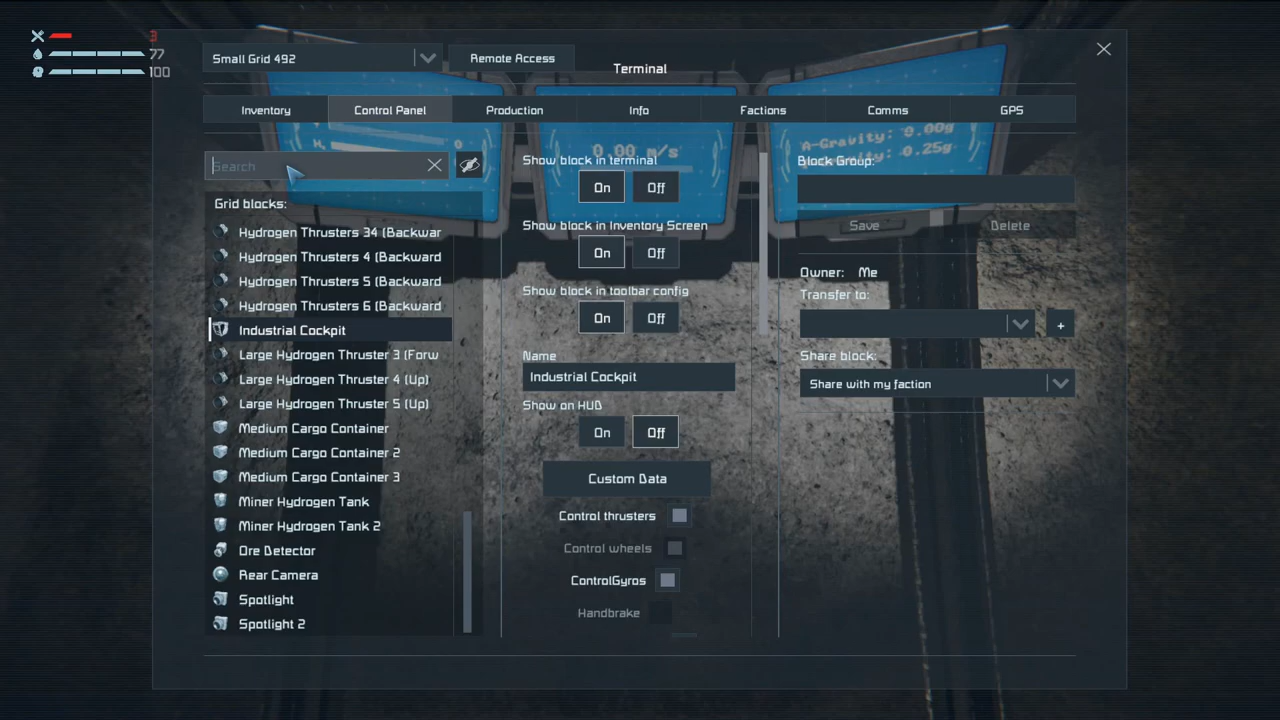 3
77
100
Small Grid 492
Remote Access
Terminal
Inventory
Control Panel
Production
Info
Factions
Comms
GPS
0
0.00 m/s
A-Gravity: 0.00g
Gravity: 0.25g
Search
Grid blocks:
Hydrogen Thrusters 34 (Backwar
Hydrogen Thrusters 4 (Backward
Hydrogen Thrusters 5 (Backward
Hydrogen Thrusters 6 (Backward
Industrial Cockpit
Large Hydrogen Thruster 3 (Forw
Large Hydrogen Thruster 4 (Up)
Large Hydrogen Thruster 5 (Up)
Medium Cargo Container
Medium Cargo Container 2
Medium Cargo Container 3
Miner Hydrogen Tank
Miner Hydrogen Tank 2
Ore Detector
Rear Camera
Spotlight
Spotlight 2
Show block in terminal
On Off
Show block in Inventory Screen
On Off
Show block in toolbar config
On Off
Name
Industrial Cockpit
Show on HUD
On Off
Custom Data
Control thrusters
Control wheels
ControlGyros
Handbrake
Block Group:
Save Delete
Owner: Me
Transfer to:
+
Share block:
Share with my faction